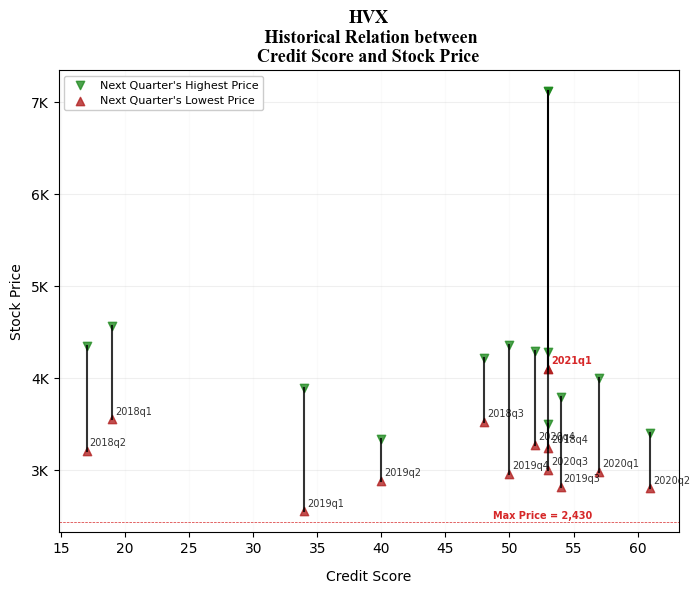 HVX
Historical Relation between
Credit Score and Stock Price
Next Quarter's Highest Price
Next Quarter's Lowest Price
7K
6K
5K
4K
3K
Stock Price
2021q1
2018q1
2018q2
2018q3
2020q4
2018q4
2019q4
2020q3
2020q1
2019q3
2020q2
2019q2
2019q1
Max Price = 2,430
15
20
25
30
35
40
45
50
55
60
Credit Score